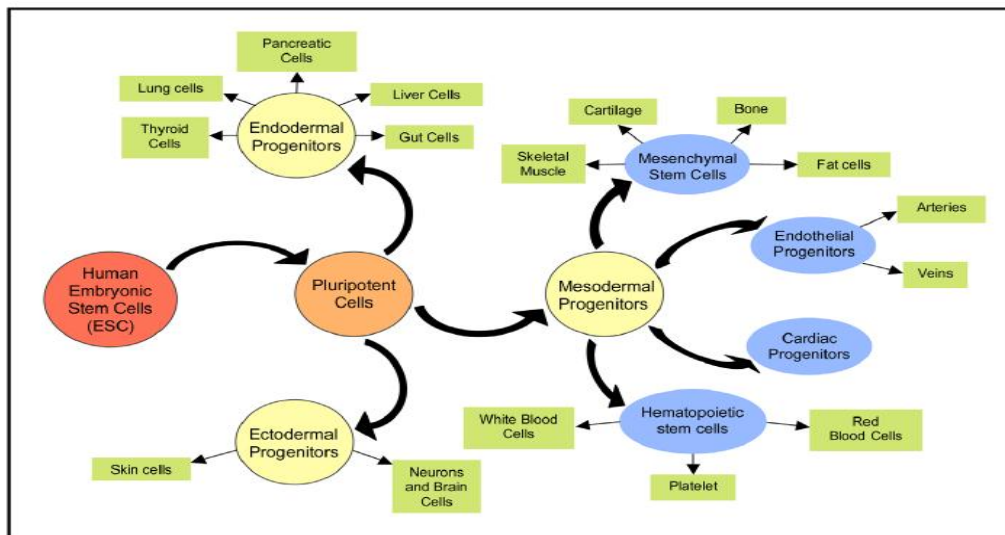 Pancreatic
Cells
Lung cells
Liver Cells
Thyroid
Cells
Endodermal
Progenitors
Gut Cells
Cartilage
Bone
Skeletal
Muscle
Mesenchymal
Stem Cells
Fat cells
Arteries
Endothelial
Progenitors
Veins
Human
Embryonic
Stem Cells
(ESC)
Pluripotent
Cells
Mesodermal
Progenitors
Cardiac
Progenitors
Ectodermal
Progenitors
Skin cells
Neurons
and Brain
Cells
White Blood
Cells
Hematopoietic
stem cells
Red
Blood Cells
Platelet